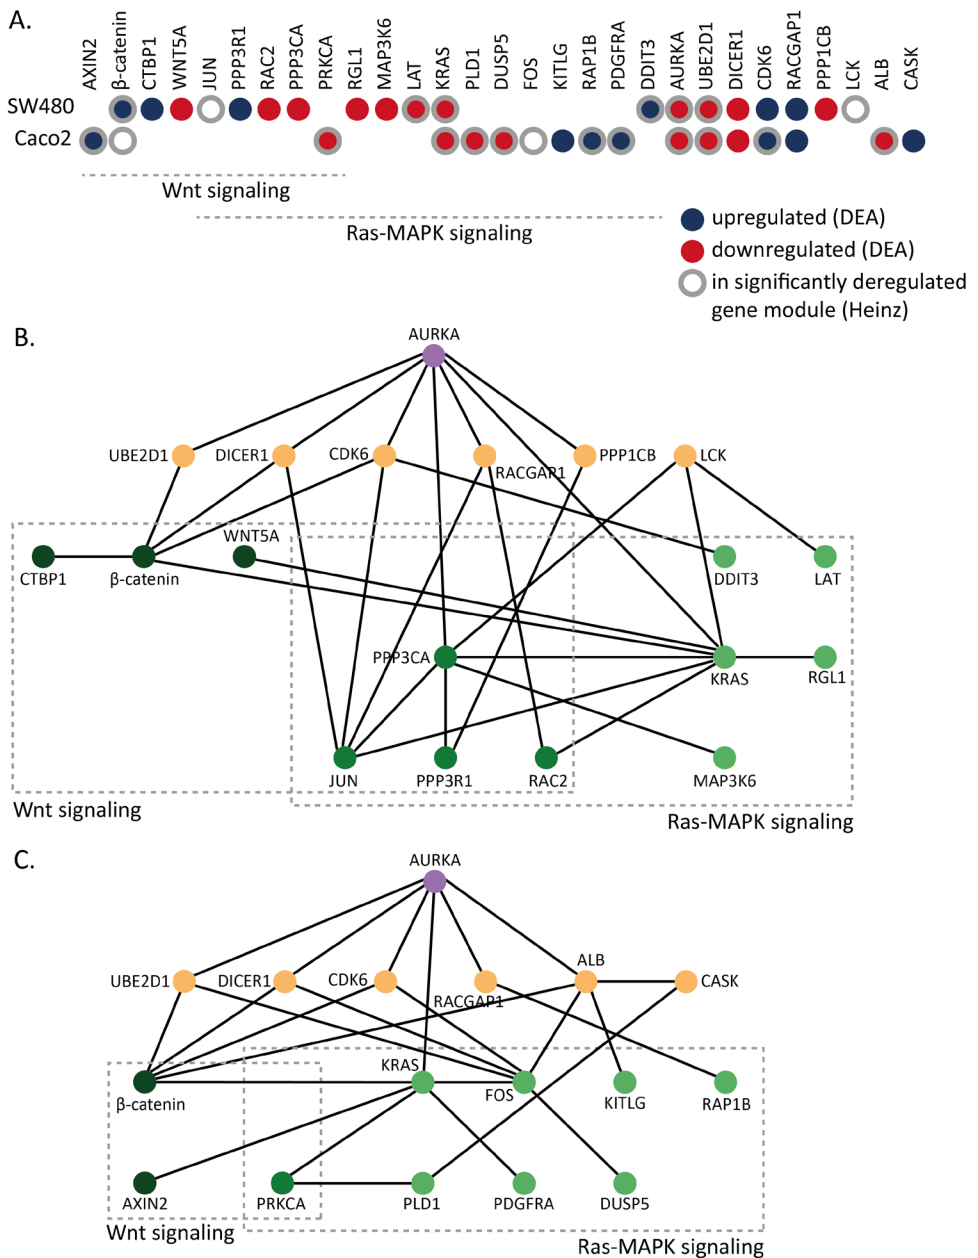 A.
AXIN2 β-catenin CTBP1 WNT5A JUN PPP3R1 RAC2 PPP3CA PRKCA RGL1 MAP3K6 LAT KRAS PLD1 DUSP5 FOS KITLG RAP1B PDGFRA DDIT3 AURKA UBE2D1 DICER1 CDK6 RACGAP1 PPP1CB LCK ALB CASK
SW480
Caco2
Wnt signaling
Ras-MAPK signaling
upregulated (DEA)
downregulated (DEA)
in significantly deregulated
gene module (Heinz)
B.
AURKA
UBE2D1 DICER1 CDK6 RACGAP1 PPP1CB LCK
WNT5A
CTBP1 β-catenin DDIT3 LAT
PPP3CA KRAS RGL1
JUN PPP3R1 RAC2 MAP3K6
Wnt signaling
Ras-MAPK signaling
C.
AURKA
ALB
UBE2D1 DICER1 CDK6 RACGAP1 CASK
KRAS
β-catenin FOS KITLG RAP1B
AXIN2 PRKCA PLD1 PDGFRA DUSP5
Wnt signaling
Ras-MAPK signaling